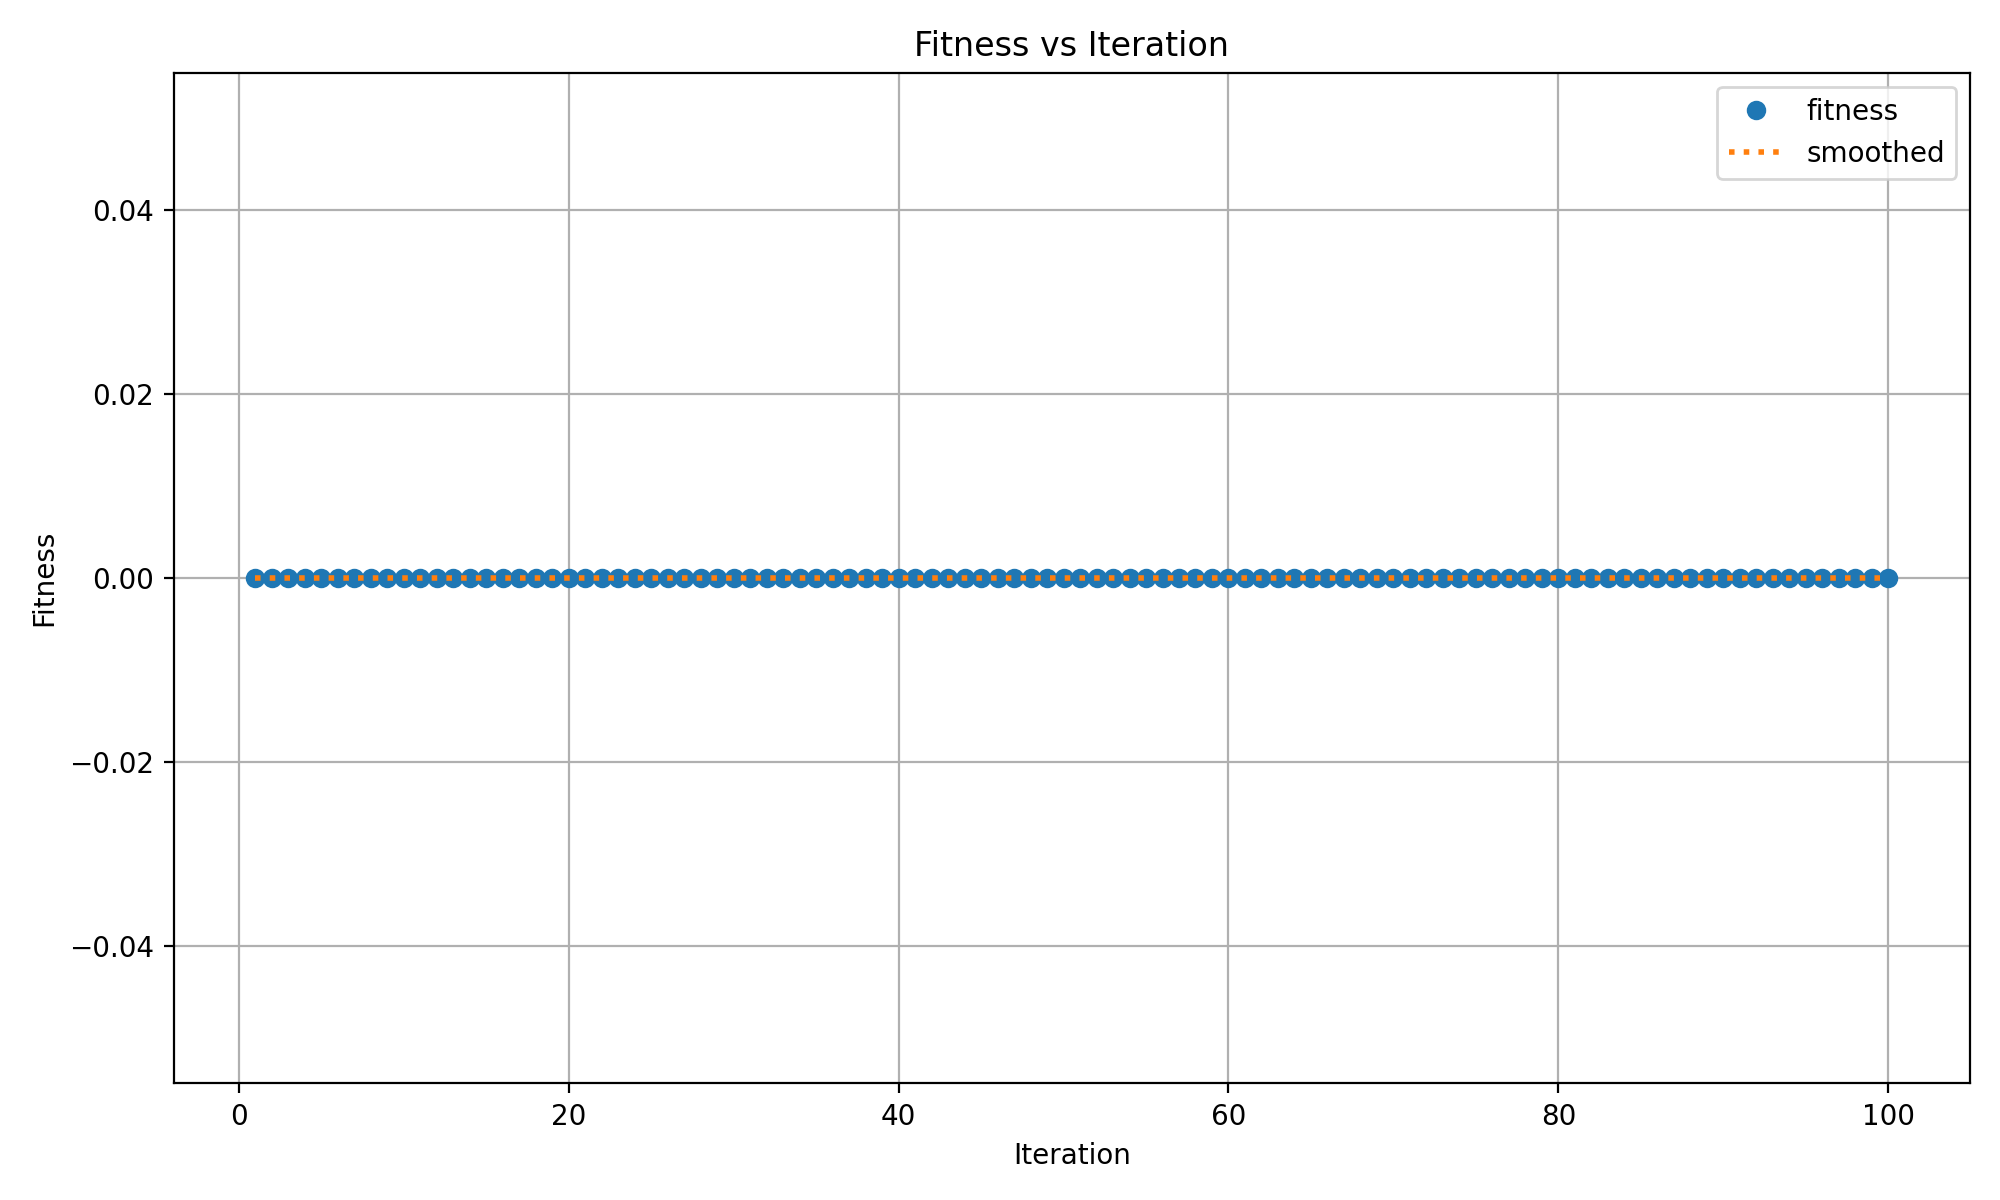 Fitness vs Iteration
fitness
smoothed
0.04
0.02
0.00
−0.02
−0.04
Fitness
0 20 40 60 80 100
Iteration